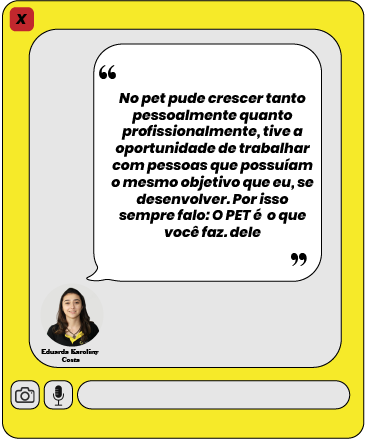 X
“
No pet pude crescer tanto
pessoalmente quanto
profissionalmente, tive a
oportunidade de trabalhar
com pessoas que possuíam
o mesmo objetivo que eu, se
desenvolver. Por isso
sempre falo: O PET é o que
você faz. dele
”
Eduarda Karoliny
Costa